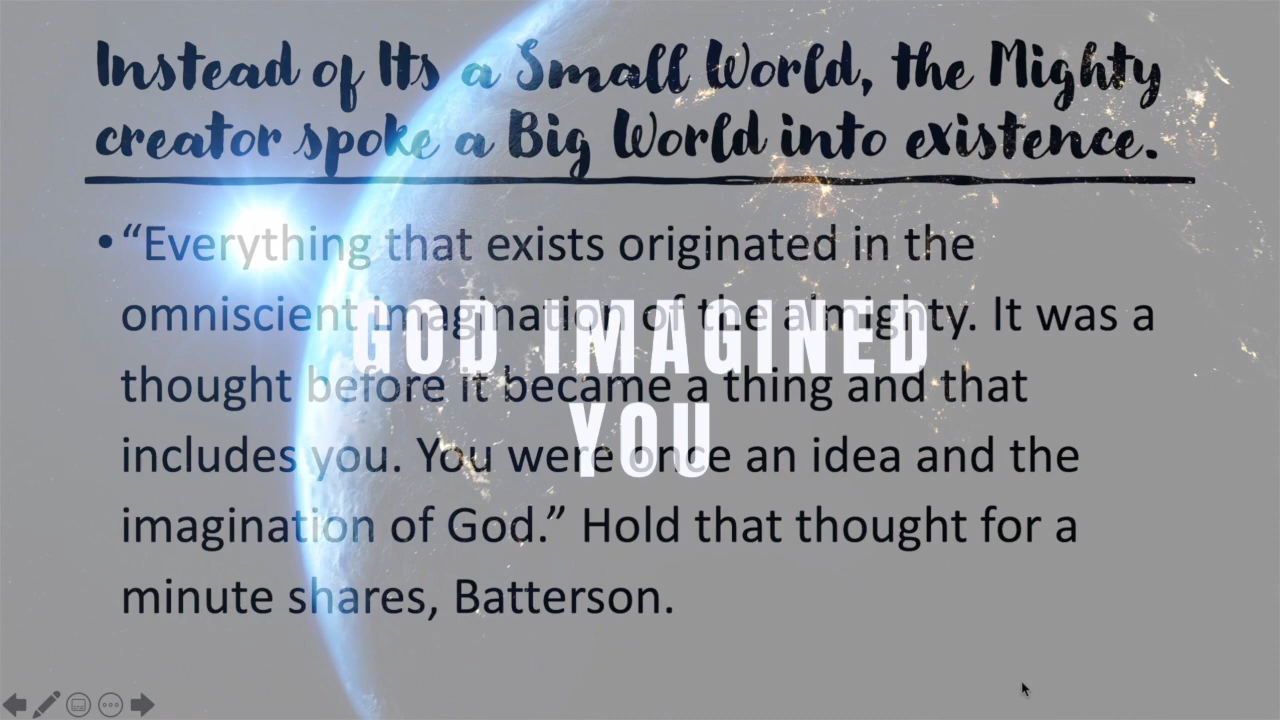 Instead of Its a Small World, the Mighty
creator spoke a Big World into existence.
• “Everything that exists originated in the
omniscient imagination of the almighty. It was a
thought before it became a thing and that
includes you. You were once an idea and the
imagination of God.” Hold that thought for a
minute shares, Batterson.
GOD IMAGINED
YOU